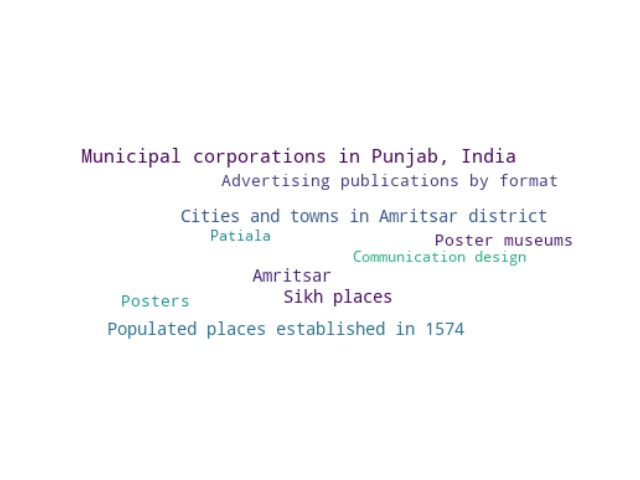 Municipal corporations in Punjab, India
Advertising publications by format
Cities and towns in Amritsar district
Patiala
Poster museums
Communication design
Amritsar
Sikh places
Posters
Populated places established in 1574